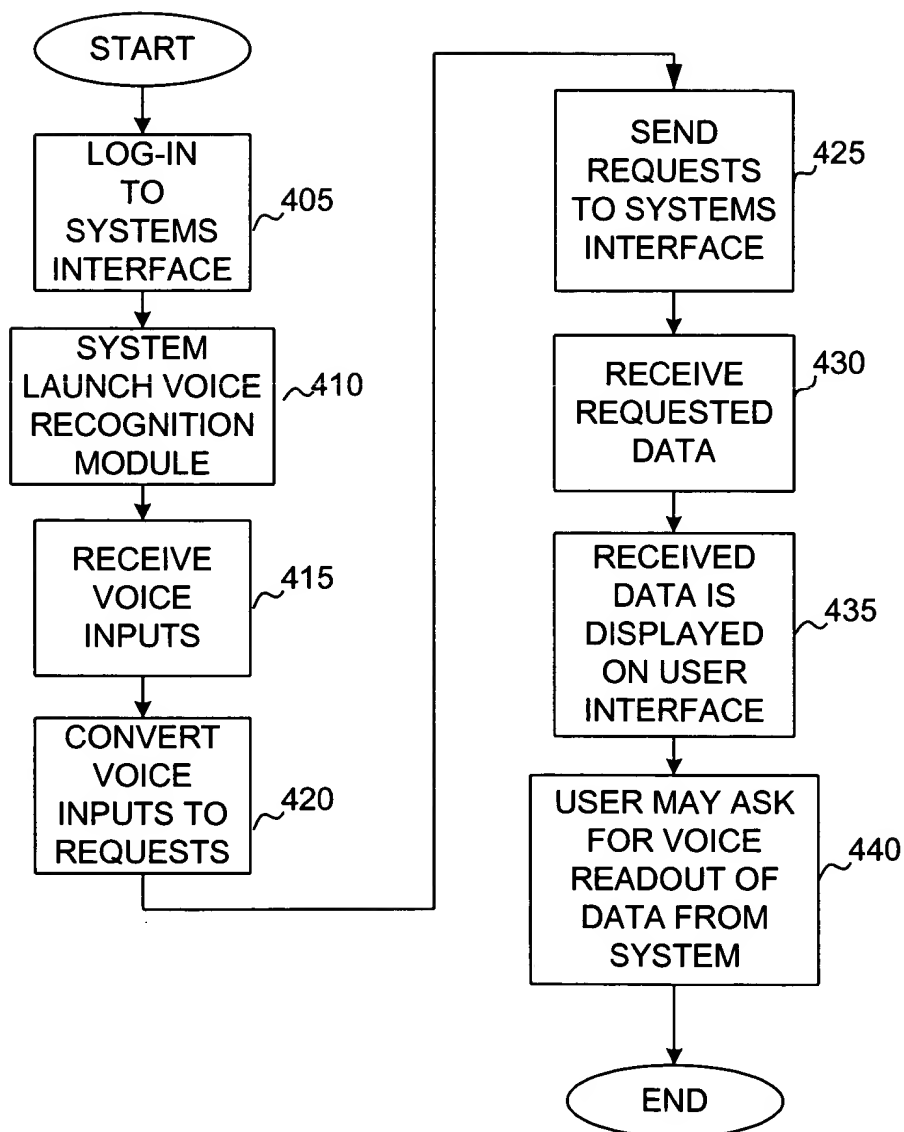 START
LOG-IN
TO
SYSTEMS
INTERFACE
405
SYSTEM
LAUNCH VOICE
RECOGNITION
MODULE
410
RECEIVE
VOICE
INPUTS
415
CONVERT
VOICE
INPUTS TO
REQUESTS
420
SEND
REQUESTS
TO SYSTEMS
INTERFACE
425
RECEIVE
REQUESTED
DATA
430
RECEIVED
DATA IS
DISPLAYED
ON USER
INTERFACE
435
USER MAY ASK
FOR VOICE
READOUT OF
DATA FROM
SYSTEM
440
END